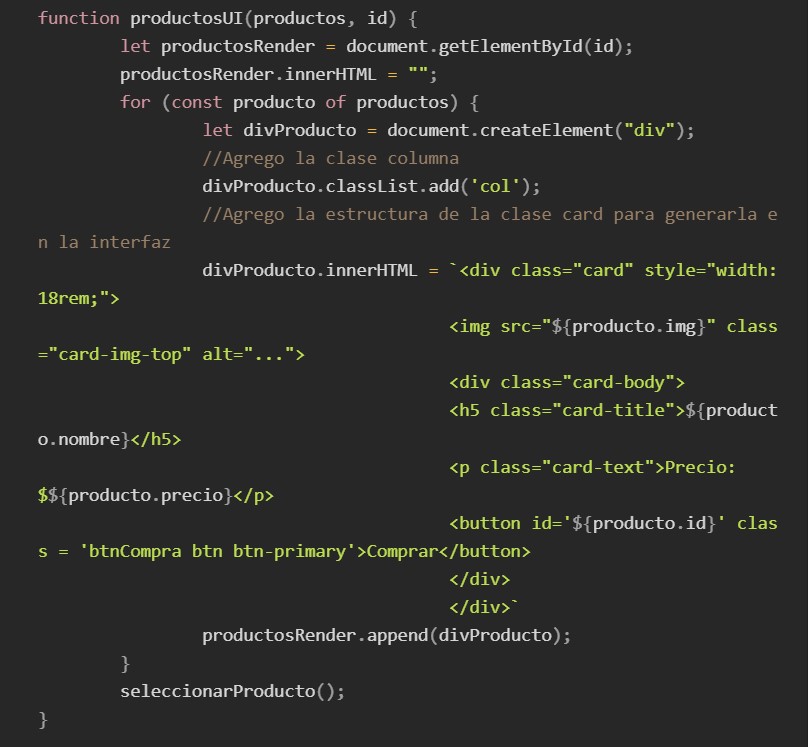 function productosUI(productos, id) {
let productosRender = document.getElementById(id);
productosRender.innerHTML = "";
for (const producto of productos) {
let divProducto = document.createElement("div");
//Agrego la clase columna
divProducto.classList.add('col');
//Agrego la estructura de la clase card para generarla e
n la interfaz
divProducto.innerHTML = `<div class="card" style="width:
18rem;">
<img src="${producto.img}" class
="card-img-top" alt="...">
<div class="card-body">
<h5 class="card-title">${product
o.nombre}</h5>
<p class="card-text">Precio:
$${producto.precio}</p>
<button id='${producto.id}' clas
s = 'btnCompra btn btn-primary'>Comprar</button>
</div>
</div>`
productosRender.append(divProducto);
}
seleccionarProducto();
}